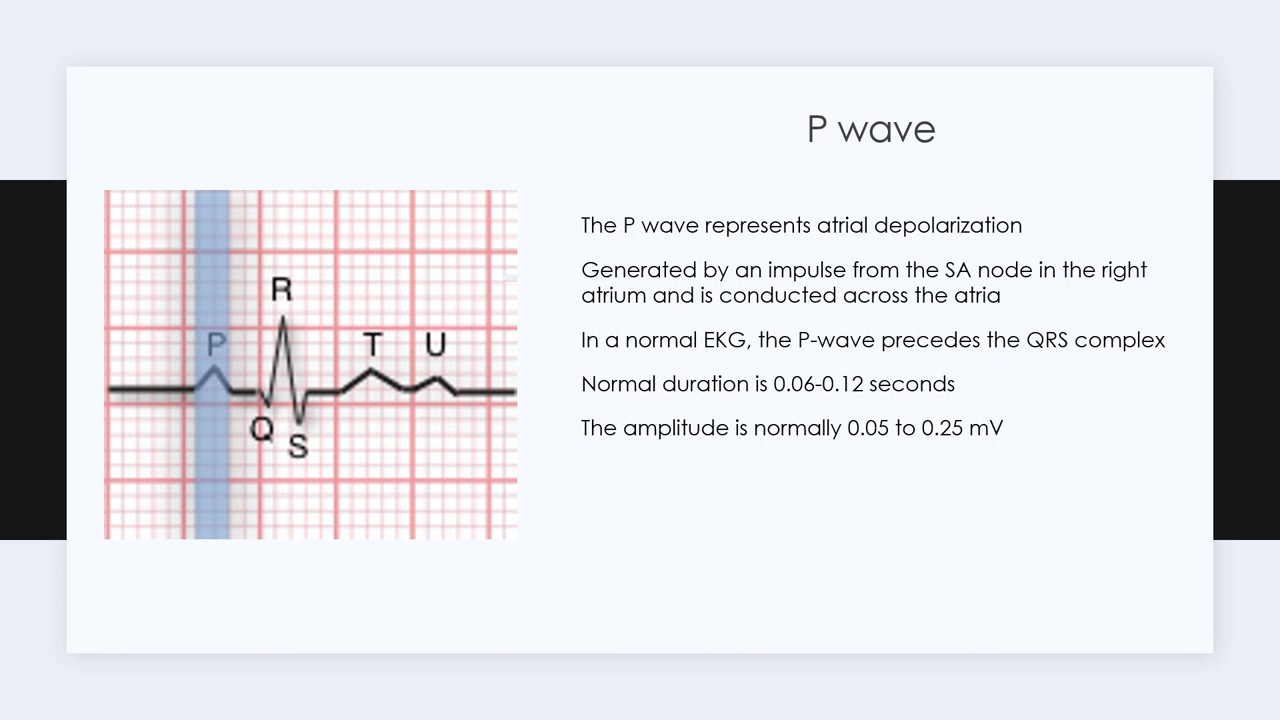 P wave
The P wave represents atrial depolarization
Generated by an impulse from the SA node in the right
atrium and is conducted across the atria
In a normal EKG, the P-wave precedes the QRS complex
Normal duration is 0.06-0.12 seconds
The amplitude is normally 0.05 to 0.25 mV
R
P
T
U
Q
S